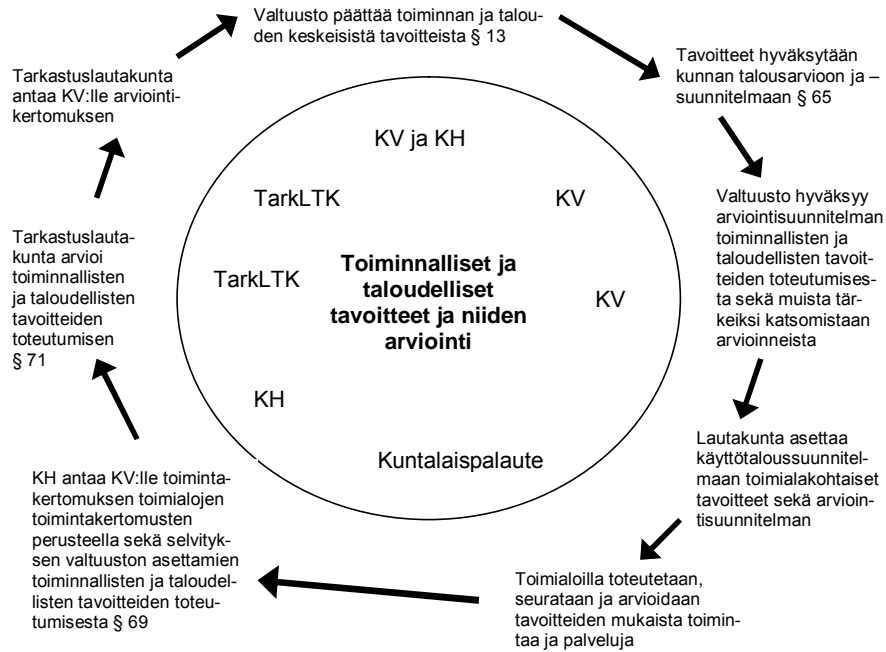 Valtuusto päättää toiminnan ja talou-
den keskeisistä tavoitteista § 13
Tavoitteet hyväksytään
kunnan talousarvioon ja –
suunnitelmaan § 65
Valtuusto hyväksyy
arviointisuunnitelman
toiminnallisten ja
taloudellisten tavoit-
teiden toteutumises-
ta sekä muista tär-
keiksi katsomistaan
arvioinneista
Lautakunta asettaa
käyttötaloussuunnitel-
maan toimialakohtaiset
tavoitteet sekä arvioin-
tisuunnitelman
Toimialoilla toteutetaan,
seurataan ja arvioidaan
tavoitteiden mukaista toimin-
taa ja palveluja
KH antaa KV:lle toiminta-
kertomuksen toimialojen
toimintakertomusten
perusteella sekä selvityk-
sen valtuuston asettamien
toiminnallisten ja taloudel-
listen tavoitteiden toteu-
tumisesta § 69
Tarkastuslauta-
kunta arvioi
toiminnallisten
ja taloudellisten
tavoitteiden
toteutumisen
§ 71
Tarkastuslautakunta
antaa KV:lle arviointi-
kertomuksen
KV ja KH
TarkLTK
KV
TarkLTK
KV
Toiminnalliset ja
taloudelliset
tavoitteet ja niiden
arviointi
KH
Kuntalaispalaute